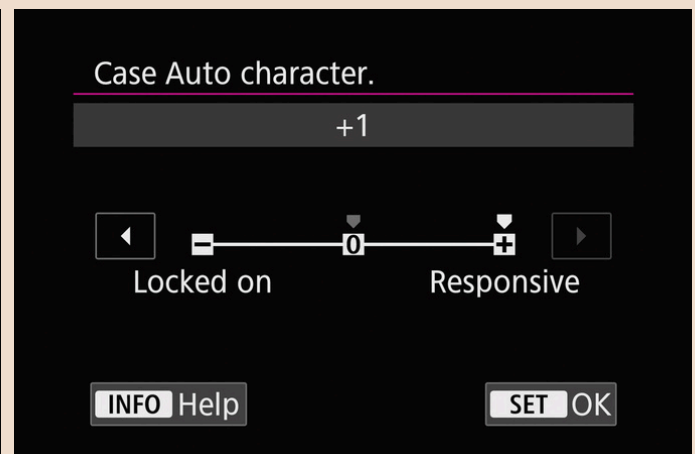 Case Auto character.
+1
− 0 +
Locked on Responsive
INFO Help SET OK